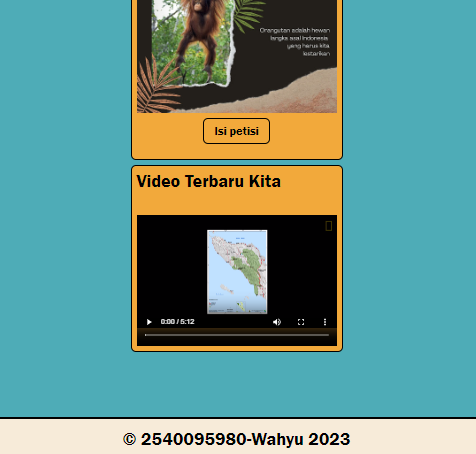 Orangutan adalah hewan
langka asal Indonesia
yang harus kita
lestarikan
Isi petisi
Video Terbaru Kita
0:00 / 5:12
© 2540095980-Wahyu 2023